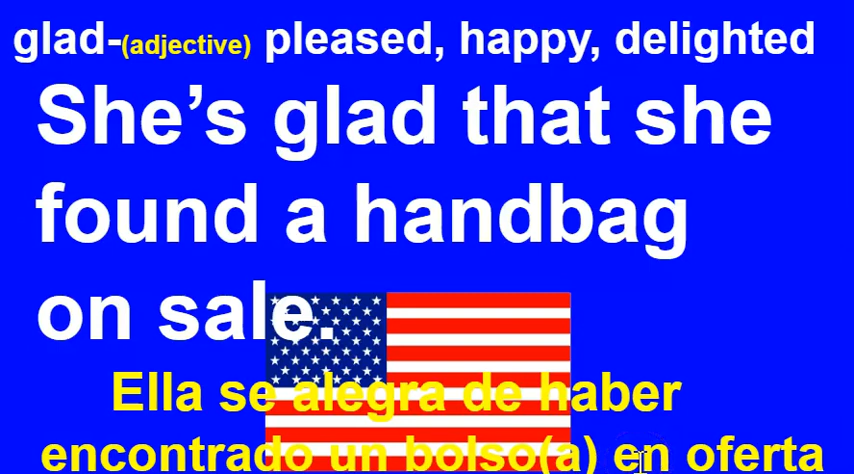 glad-(adjective) pleased, happy, delighted
She’s glad that she
found a handbag
on sale.
Ella se alegra de haber
encontrado un bolso(a) en oferta